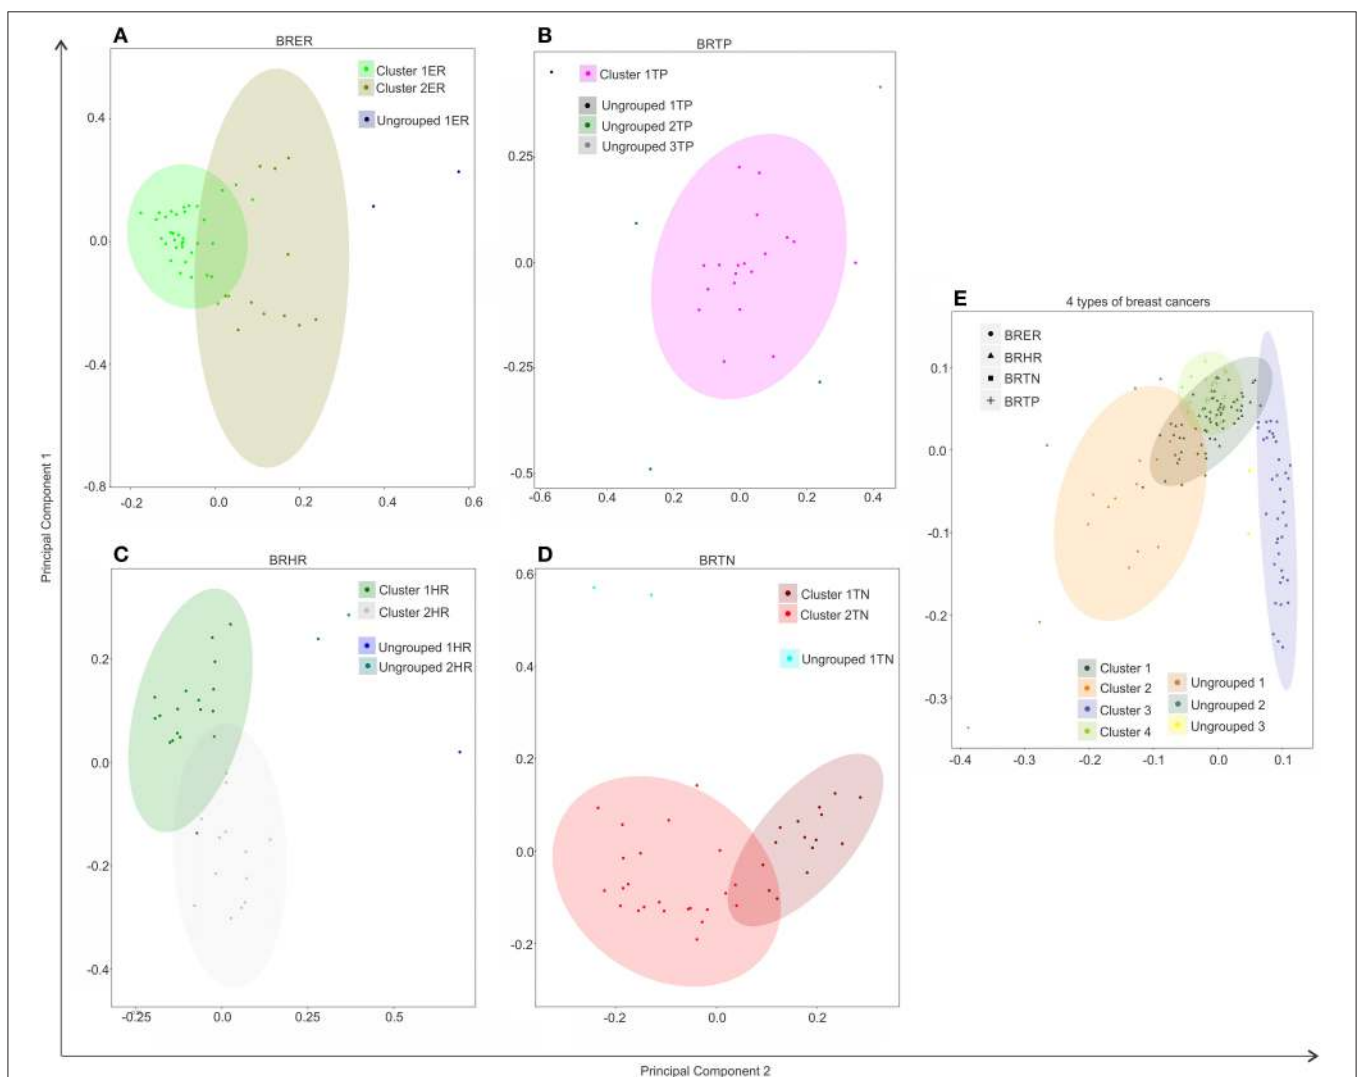 A
BRER
Cluster 1ER
Cluster 2ER
Ungrouped 1ER
0.4
0.0
-0.4
-0.8
-0.2
0.0
0.2
0.4
0.6
B
BRTP
Cluster 1TP
Ungrouped 1TP
Ungrouped 2TP
Ungrouped 3TP
0.25
0.0
-0.25
-0.5
-0.6
0.2
0.0
0.2
0.4
C
BRHR
Cluster 1HR
Cluster 2HR
Ungrouped 1HR
Ungrouped 2HR
0.2
0.0
-0.2
-0.4
-0.25
0.0
0.25
0.5
D
BRTN
Cluster 1TN
Cluster 2TN
Ungrouped 1TN
0.6
0.4
0.2
0.0
-0.2
-0.2
0.0
0.2
E
4 types of breast cancers
BRER
BRHR
BRTN
BRTP
0.1
0.0
-0.1
-0.2
-0.3
Cluster 1
Cluster 2
Cluster 3
Cluster 4
Ungrouped 1
Ungrouped 2
Ungrouped 3
-0.4
-0.3
-0.2
-0.1
0.0
0.1
Principal Component 1
Principal Component 2